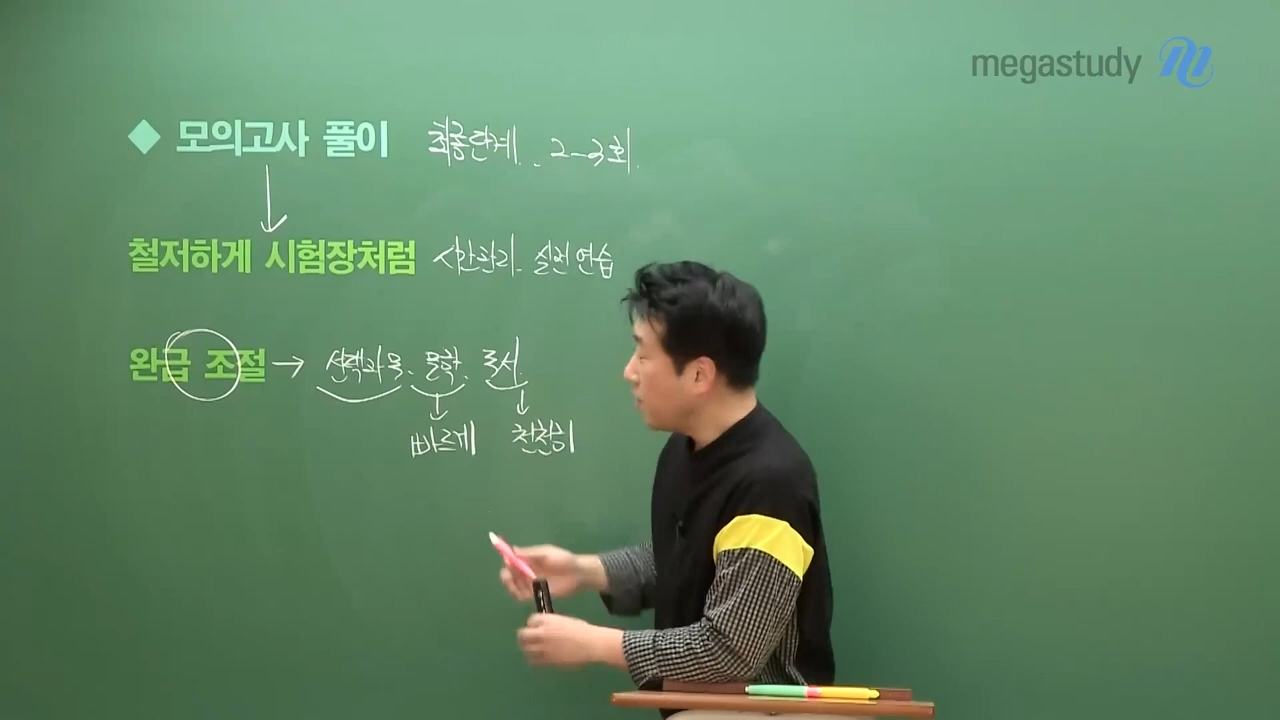 megastudy
◆ 모의고사 풀이 최종단계. 2-3회.
철저하게 시험장처럼 시간관리. 실전연습
완급 조절 → 선택과목. 문학. 독서.
빠르게 천천히